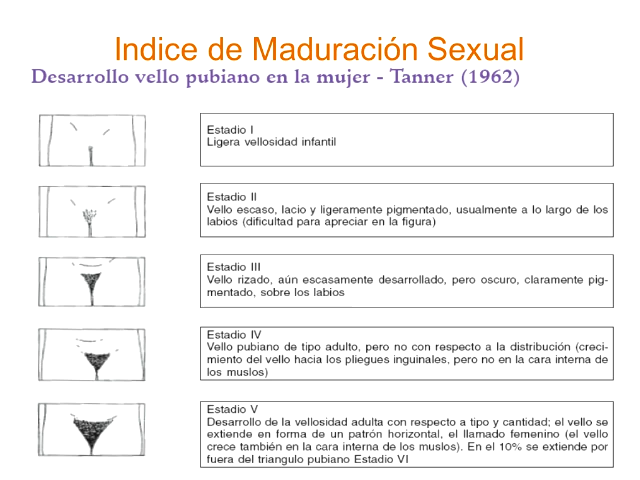 Indice de Maduración Sexual
Desarrollo vello pubiano en la mujer - Tanner (1962)
Estadio I
Ligera vellosidad infantil
Estadio II
Vello escaso, lacio y ligeramente pigmentado, usualmente a lo largo de los
labios (dificultad para apreciar en la figura)
Estadio III
Vello rizado, aún escasamente desarrollado, pero oscuro, claramente pig-
mentado, sobre los labios
Estadio IV
Vello pubiano de tipo adulto, pero no con respecto a la distribución (creci-
miento del vello hacia los pliegues inguinales, pero no en la cara interna de
los muslos)
Estadio V
Desarrollo de la vellosidad adulta con respecto a tipo y cantidad; el vello se
extiende en forma de un patrón horizontal, el llamado femenino (el vello
crece también en la cara interna de los muslos). En el 10% se extiende por
fuera del triangulo pubiano Estadio VI